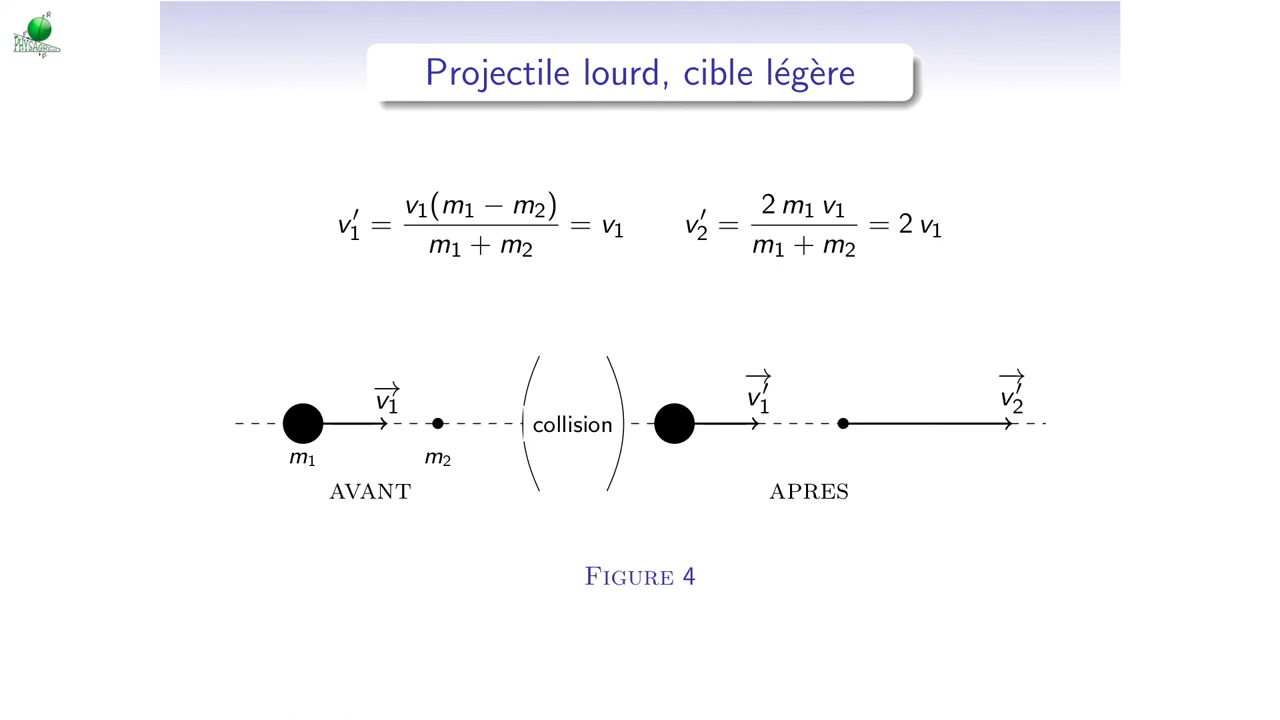 Projectile lourd, cible légère
v₁′ = v₁(m₁ − m₂) / (m₁ + m₂) = v₁    v₂′ = 2 m₁ v₁ / (m₁ + m₂) = 2 v₁
v₁⃗    v₁′⃗    v₂′⃗
collision
m₁    m₂
AVANT    APRES
FIGURE 4